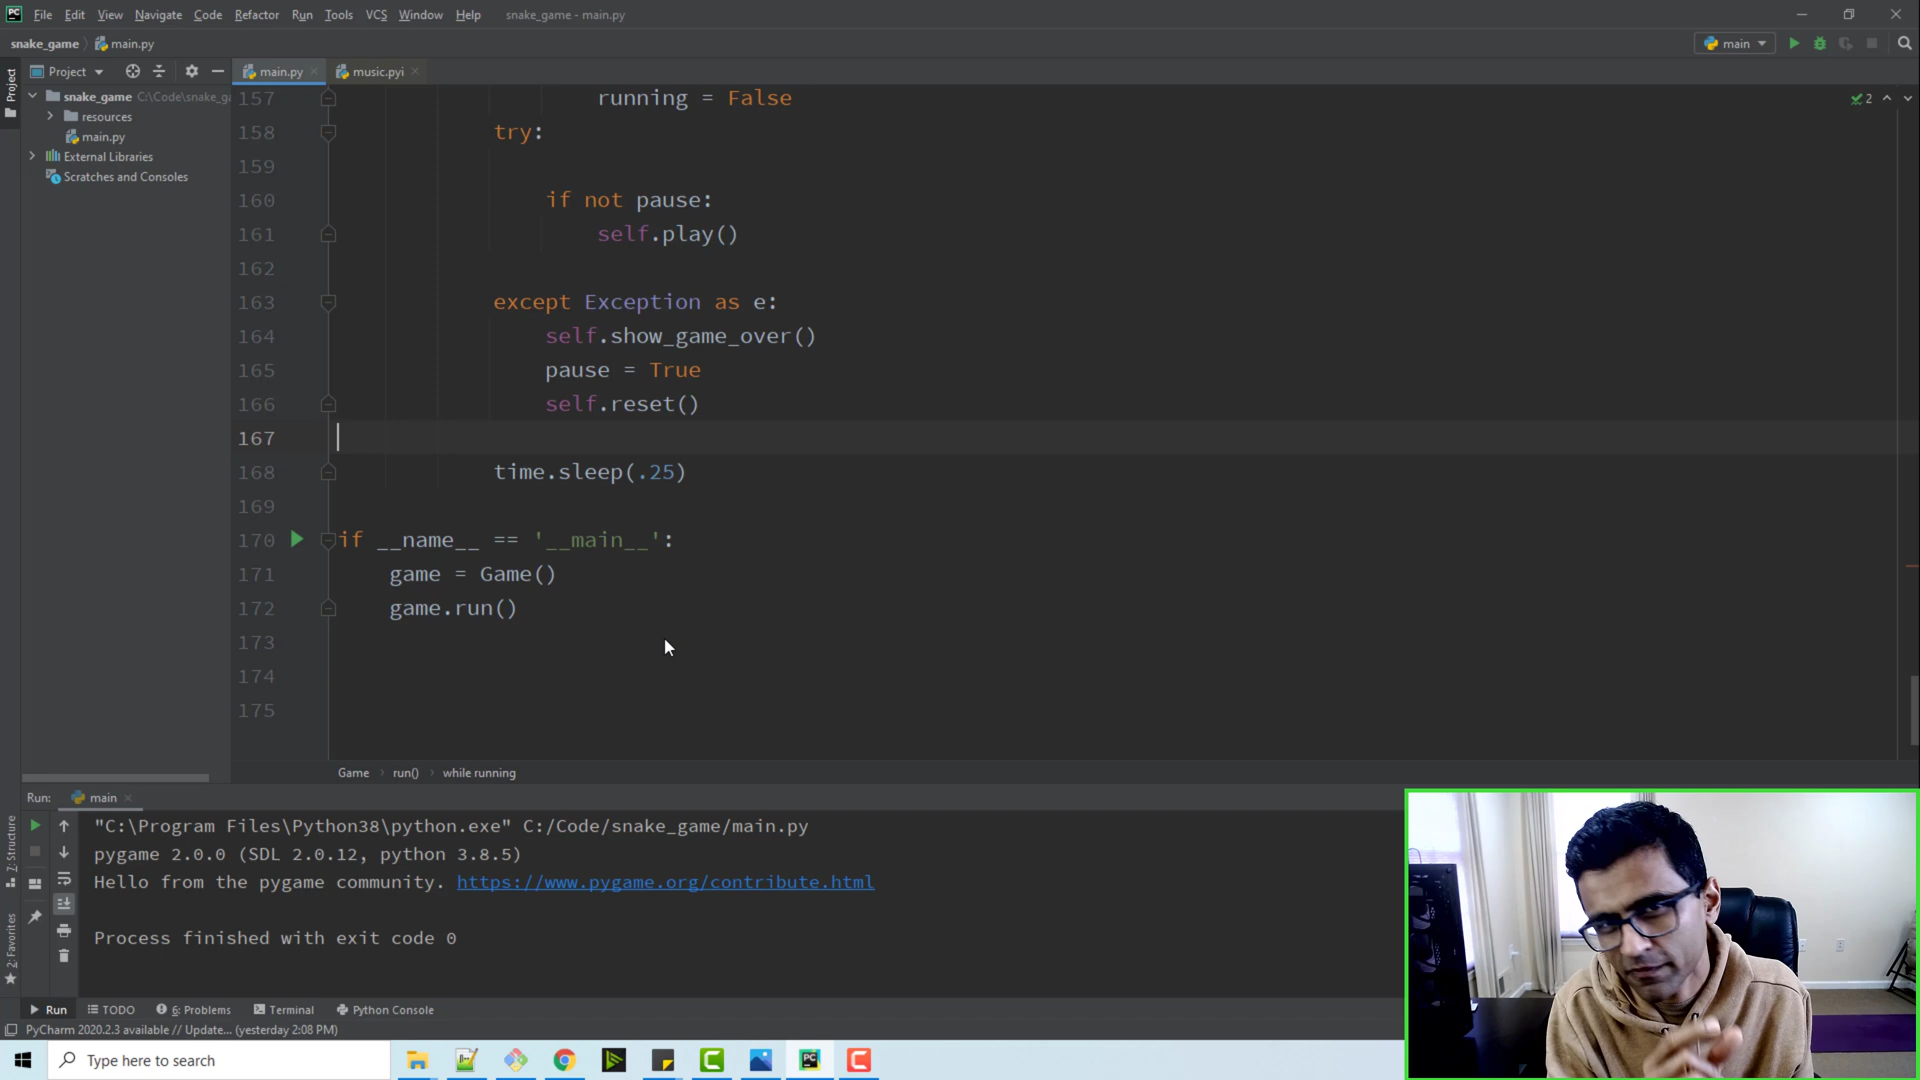 File Edit View Navigate Code Refactor Run Tools VCS Window Help snake_game - main.py
snake_game main.py
main
Project
Project
main.py
music.pyi
snake_game C:\Code\snake_ga
resources
main.py
External Libraries
Scratches and Consoles
2
157 running = False
158 try:
159
160 if not pause:
161 self.play()
162
163 except Exception as e:
164 self.show_game_over()
165 pause = True
166 self.reset()
167
168 time.sleep(.25)
169
170 if __name__ == '__main__':
171 game = Game()
172 game.run()
173
174
175
Game run() while running
Run: main
"C:\Program Files\Python38\python.exe" C:/Code/snake_game/main.py
pygame 2.0.0 (SDL 2.0.12, python 3.8.5)
Hello from the pygame community. https://www.pygame.org/contribute.html
Process finished with exit code 0
Z: Structure
2: Favorites
Run TODO 6: Problems Terminal Python Console
PyCharm 2020.2.3 available // Update... (yesterday 2:08 PM)
Type here to search